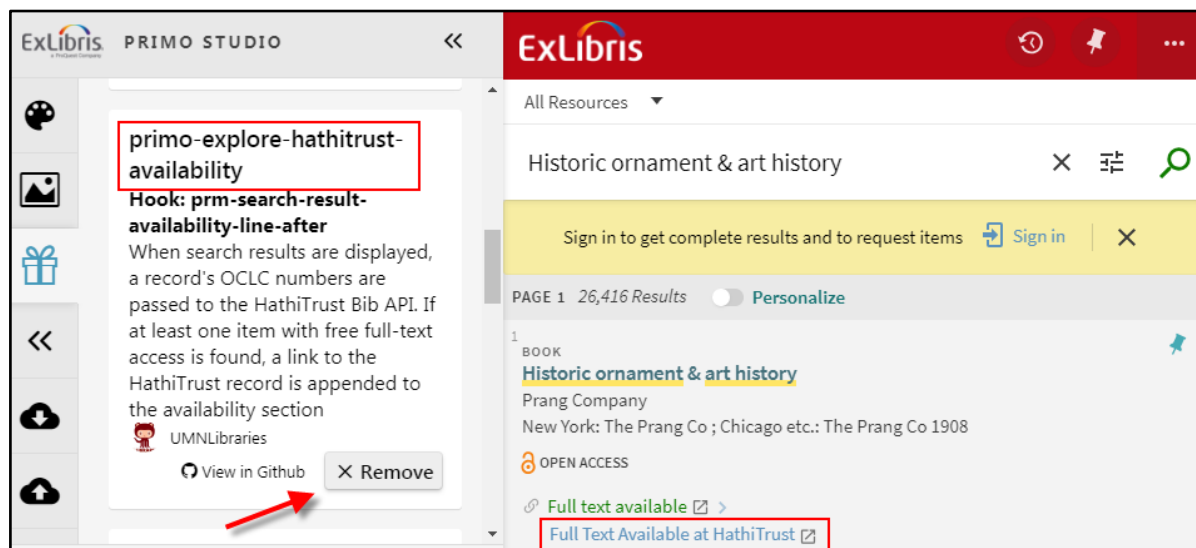 ExLibris
a ProQuest Company
PRIMO STUDIO
primo-explore-hathitrust-
availability
Hook: prm-search-result-
availability-line-after
When search results are displayed,
a record's OCLC numbers are
passed to the HathiTrust Bib API. If
at least one item with free full-text
access is found, a link to the
HathiTrust record is appended to
the availability section
UMNLibraries
View in Github
Remove
ExLibris
All Resources
Historic ornament & art history
Sign in to get complete results and to request items
Sign in
PAGE 1 26,416 Results Personalize
1
BOOK
Historic ornament & art history
Prang Company
New York: The Prang Co ; Chicago etc.: The Prang Co 1908
OPEN ACCESS
Full text available
Full Text Available at HathiTrust